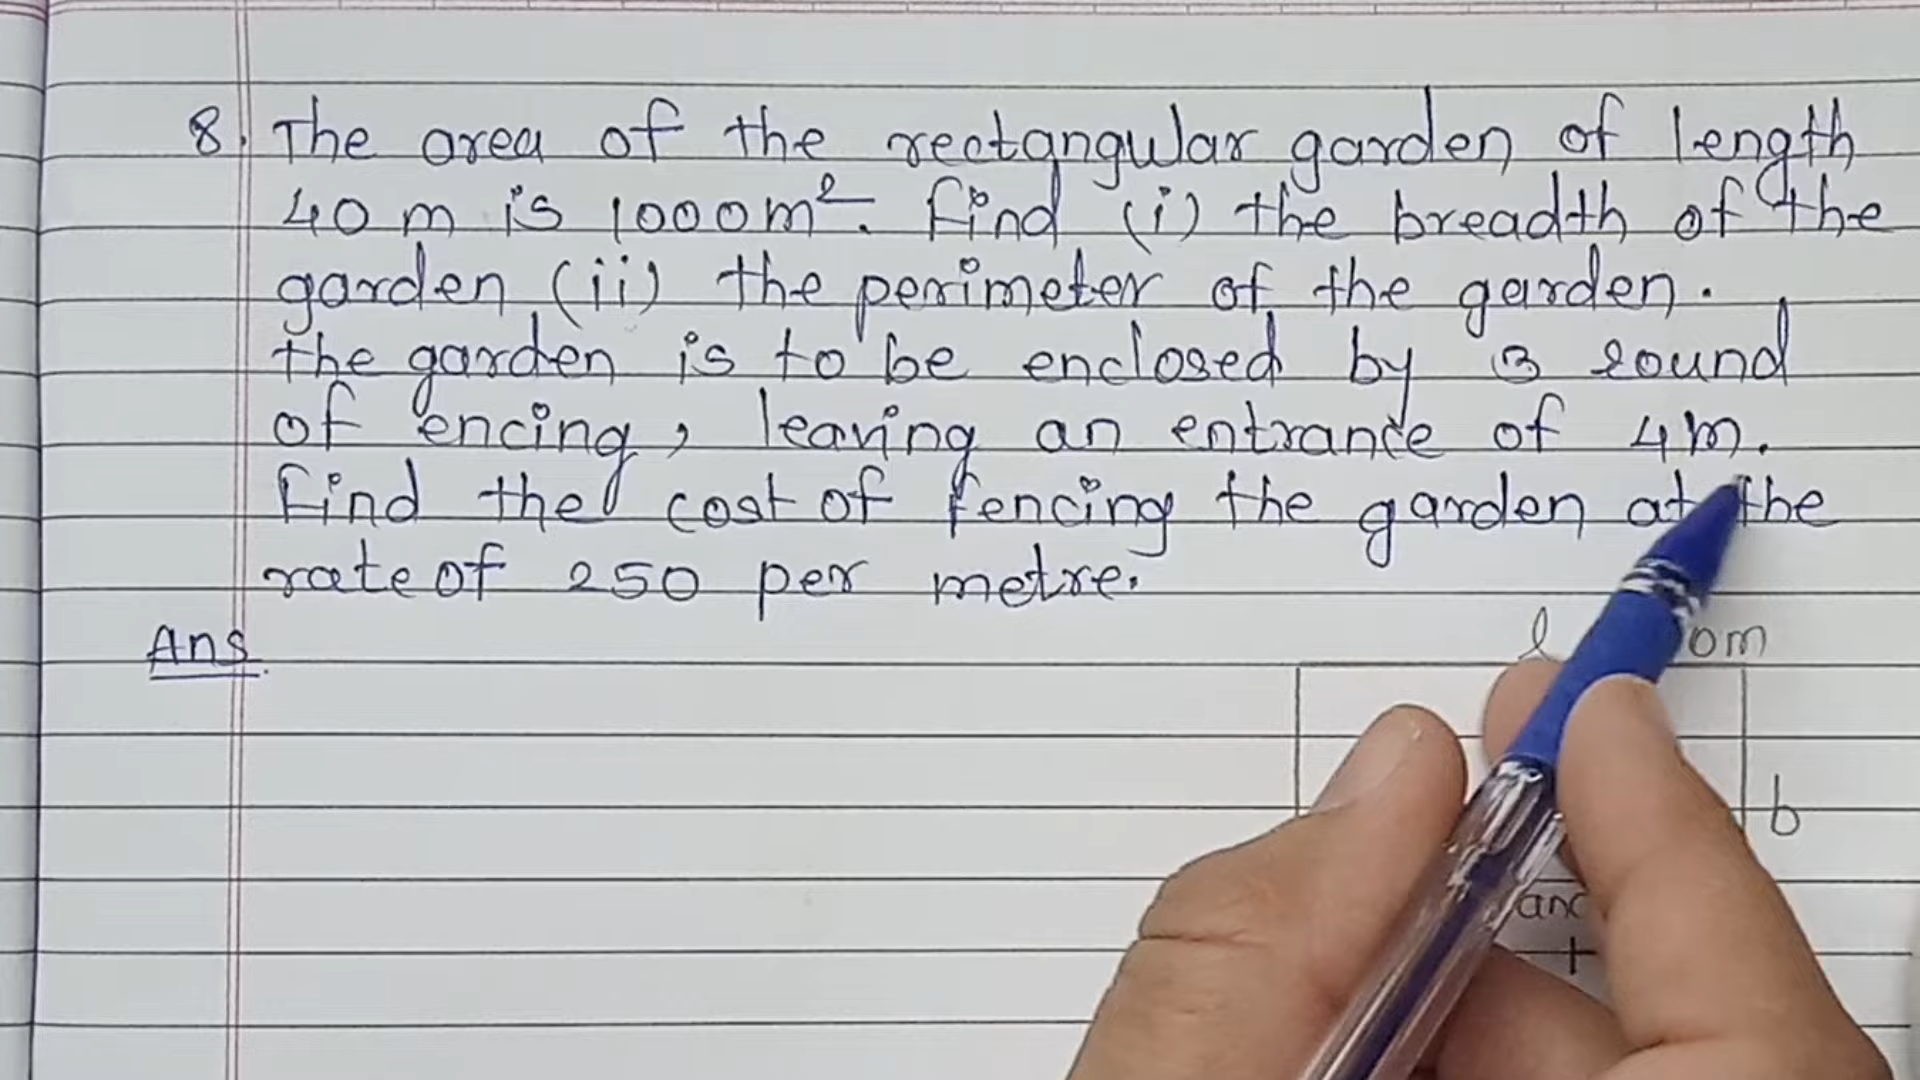 8. The area of the rectangular garden of length
40 m is 1000m². find (i) the breadth of the
garden (ii) the perimeter of the garden.
the garden is to be enclosed by 3 round
of encing, leaving an entrance of 4m.
find the cost of fencing the garden at the
rate of 250 per metre.
Ans.
l 0m
b